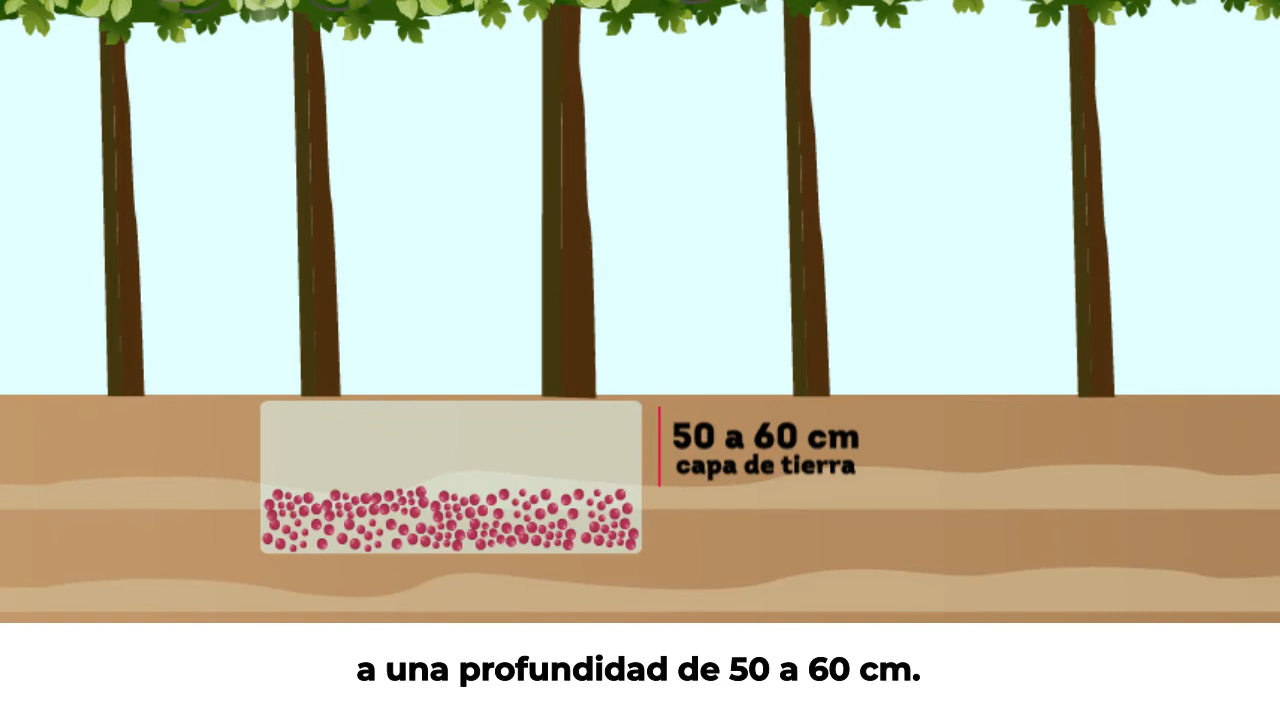 50 a 60 cm
capa de tierra
a una profundidad de 50 a 60 cm.